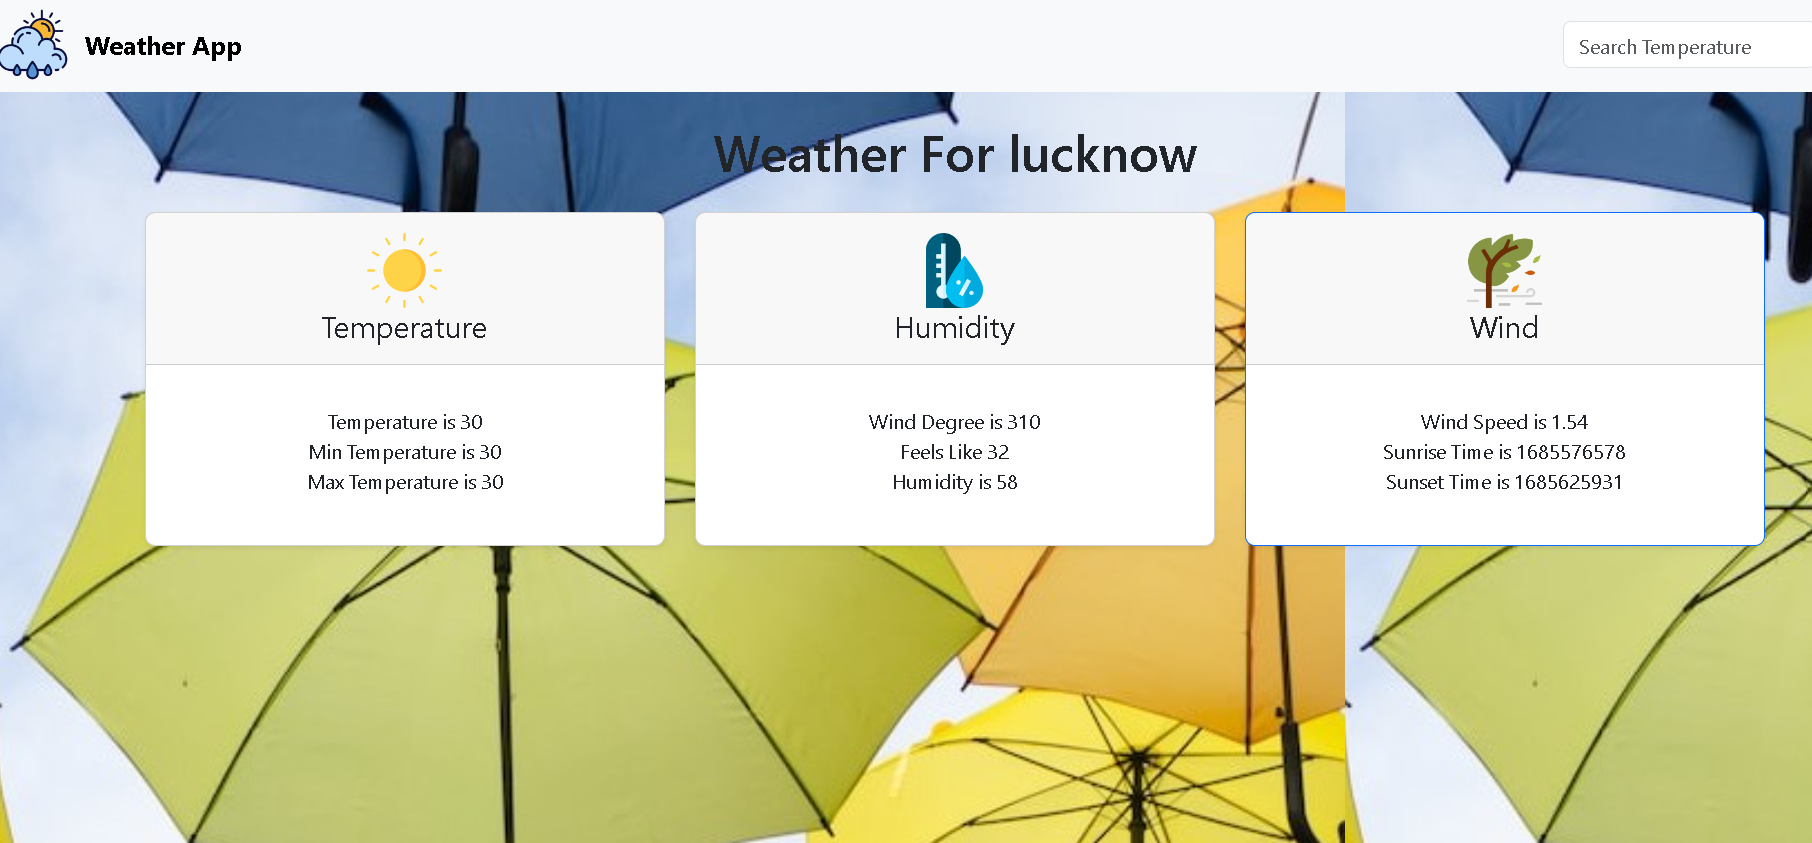 Weather App
Search Temperature
Weather For lucknow
Temperature
Temperature is 30
Min Temperature is 30
Max Temperature is 30
%
Humidity
Wind Degree is 310
Feels Like 32
Humidity is 58
Wind
Wind Speed is 1.54
Sunrise Time is 1685576578
Sunset Time is 1685625931